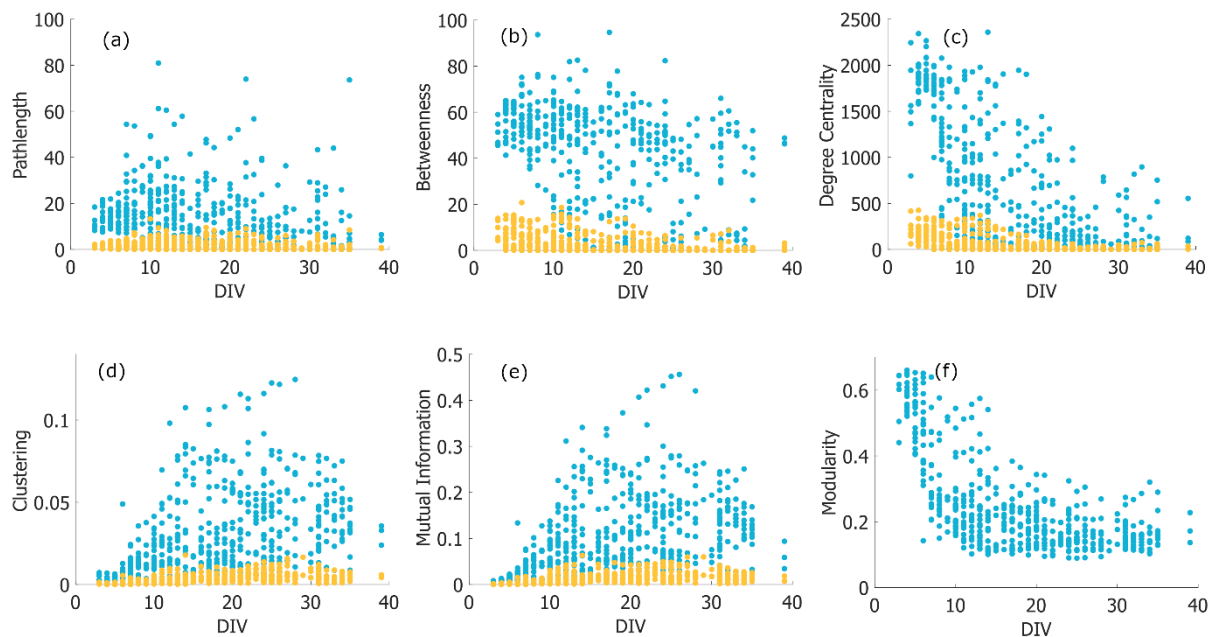 (a)
Pathlength
100
80
60
40
20
0
0 10 20 30 40
DIV
(b)
Betweenness
100
80
60
40
20
0
0 10 20 30 40
DIV
(c)
Degree Centrality
2500
2000
1500
1000
500
0
0 10 20 30 40
DIV
(d)
Clustering
0.1
0.05
0
0 10 20 30 40
DIV
(e)
Mutual Information
0.5
0.4
0.3
0.2
0.1
0
0 10 20 30 40
DIV
(f)
Modularity
0.6
0.4
0.2
0
0 10 20 30 40
DIV